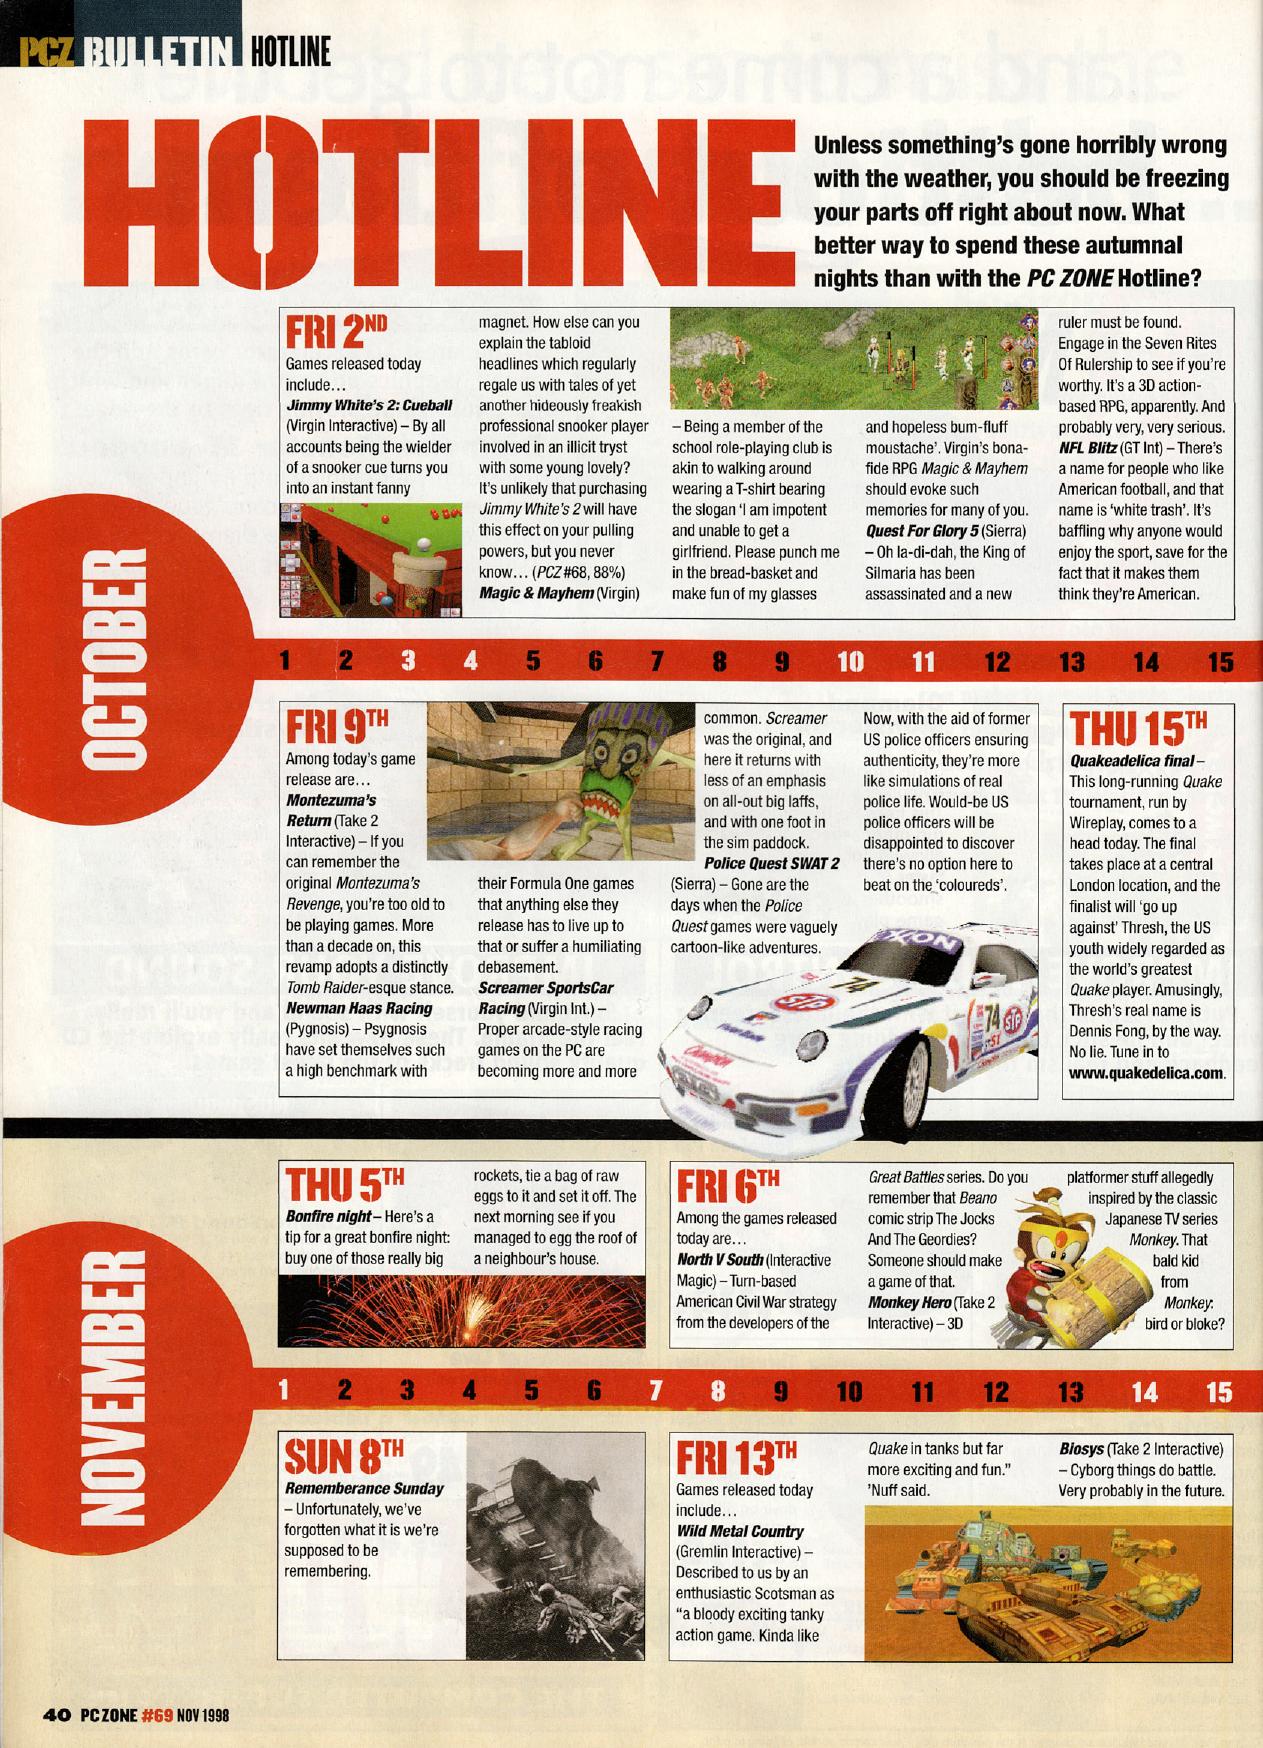 PCZ BULLETIN HOTLINE
HOTLINE
Unless something's gone horribly wrong
with the weather, you should be freezing
your parts off right about now. What
better way to spend these autumnal
nights than with the PC ZONE Hotline?
OCTOBER
FRI 2ND
Games released today
include...
Jimmy White's 2: Cueball
(Virgin Interactive) – By all
accounts being the wielder
of a snooker cue turns you
into an instant fanny
magnet. How else can you
explain the tabloid
headlines which regularly
regale us with tales of yet
another hideously freakish
professional snooker player
involved in an illicit tryst
with some young lovely?
It's unlikely that purchasing
Jimmy White's 2 will have
this effect on your pulling
powers, but you never
know... (PCZ #68, 88%)
Magic & Mayhem (Virgin)
– Being a member of the
school role-playing club is
akin to walking around
wearing a T-shirt bearing
the slogan 'I am impotent
and unable to get a
girlfriend. Please punch me
in the bread-basket and
make fun of my glasses
and hopeless bum-fluff
moustache'. Virgin's bona-
fide RPG Magic & Mayhem
should evoke such
memories for many of you.
Quest For Glory 5 (Sierra)
– Oh la-di-dah, the King of
Silmaria has been
assassinated and a new
ruler must be found.
Engage in the Seven Rites
Of Rulership to see if you're
worthy. It's a 3D action-
based RPG, apparently. And
probably very, very serious.
NFL Blitz (GT Int) – There's
a name for people who like
American football, and that
name is 'white trash'. It's
baffling why anyone would
enjoy the sport, save for the
fact that it makes them
think they're American.
1 2 3 4 5 6 7 8 9 10 11 12 13 14 15
FRI 9TH
Among today's game
release are...
Montezuma's
Return (Take 2
Interactive) – If you
can remember the
original Montezuma's
Revenge, you're too old to
be playing games. More
than a decade on, this
revamp adopts a distinctly
Tomb Raider-esque stance.
Newman Haas Racing
(Pygnosis) – Psygnosis
have set themselves such
a high benchmark with
their Formula One games
that anything else they
release has to live up to
that or suffer a humiliating
debasement.
Screamer SportsCar
Racing (Virgin Int.) –
Proper arcade-style racing
games on the PC are
becoming more and more
common. Screamer
was the original, and
here it returns with
less of an emphasis
on all-out big laffs,
and with one foot in
the sim paddock.
Police Quest SWAT 2
(Sierra) – Gone are the
days when the Police
Quest games were vaguely
cartoon-like adventures.
Now, with the aid of former
US police officers ensuring
authenticity, they're more
like simulations of real
police life. Would-be US
police officers will be
disappointed to discover
there's no option here to
beat on the 'coloureds'.
EXXON
74
STP
Champion
74
STP
THU 15TH
Quakeadelica final –
This long-running Quake
tournament, run by
Wireplay, comes to a
head today. The final
takes place at a central
London location, and the
finalist will 'go up
against' Thresh, the US
youth widely regarded as
the world's greatest
Quake player. Amusingly,
Thresh's real name is
Dennis Fong, by the way.
No lie. Tune in to
www.quakedelica.com.
NOVEMBER
THU 5TH
Bonfire night – Here's a
tip for a great bonfire night:
buy one of those really big
rockets, tie a bag of raw
eggs to it and set it off. The
next morning see if you
managed to egg the roof of
a neighbour's house.
FRI 6TH
Among the games released
today are...
North V South (Interactive
Magic) – Turn-based
American Civil War strategy
from the developers of the
Great Battles series. Do you
remember that Beano
comic strip The Jocks
And The Geordies?
Someone should make
a game of that.
Monkey Hero (Take 2
Interactive) – 3D
platformer stuff allegedly
inspired by the classic
Japanese TV series
Monkey. That
bald kid
from
Monkey:
bird or bloke?
1 2 3 4 5 6 7 8 9 10 11 12 13 14 15
SUN 8TH
Rememberance Sunday
– Unfortunately, we've
forgotten what it is we're
supposed to be
remembering.
FRI 13TH
Games released today
include...
Wild Metal Country
(Gremlin Interactive) –
Described to us by an
enthusiastic Scotsman as
"a bloody exciting tanky
action game. Kinda like
Quake in tanks but far
more exciting and fun."
'Nuff said.
Biosys (Take 2 Interactive)
– Cyborg things do battle.
Very probably in the future.
40 PC ZONE #69 NOV 1998